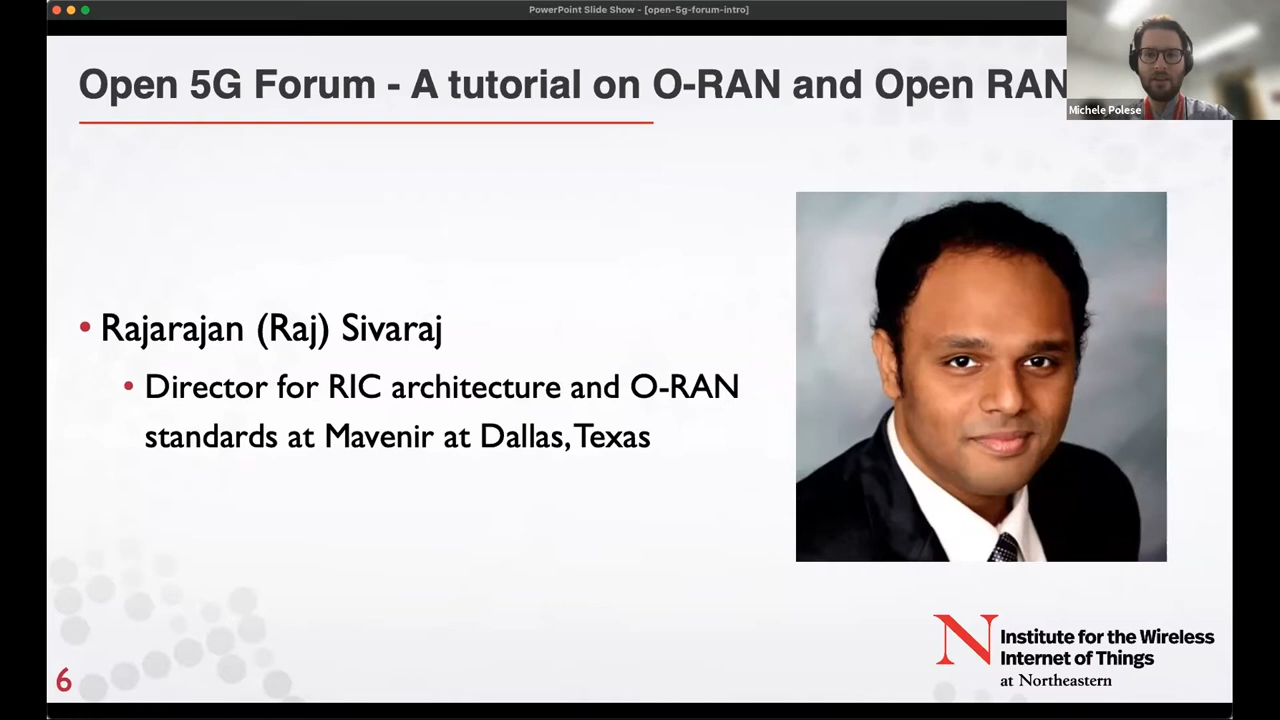 PowerPoint Slide Show - [open-5g-forum-intro]
Open 5G Forum - A tutorial on O-RAN and Open RAN
Michele Polese
• Rajarajan (Raj) Sivaraj
• Director for RIC architecture and O-RAN
standards at Mavenir at Dallas, Texas
N
Institute for the Wireless
Internet of Things
at Northeastern
6